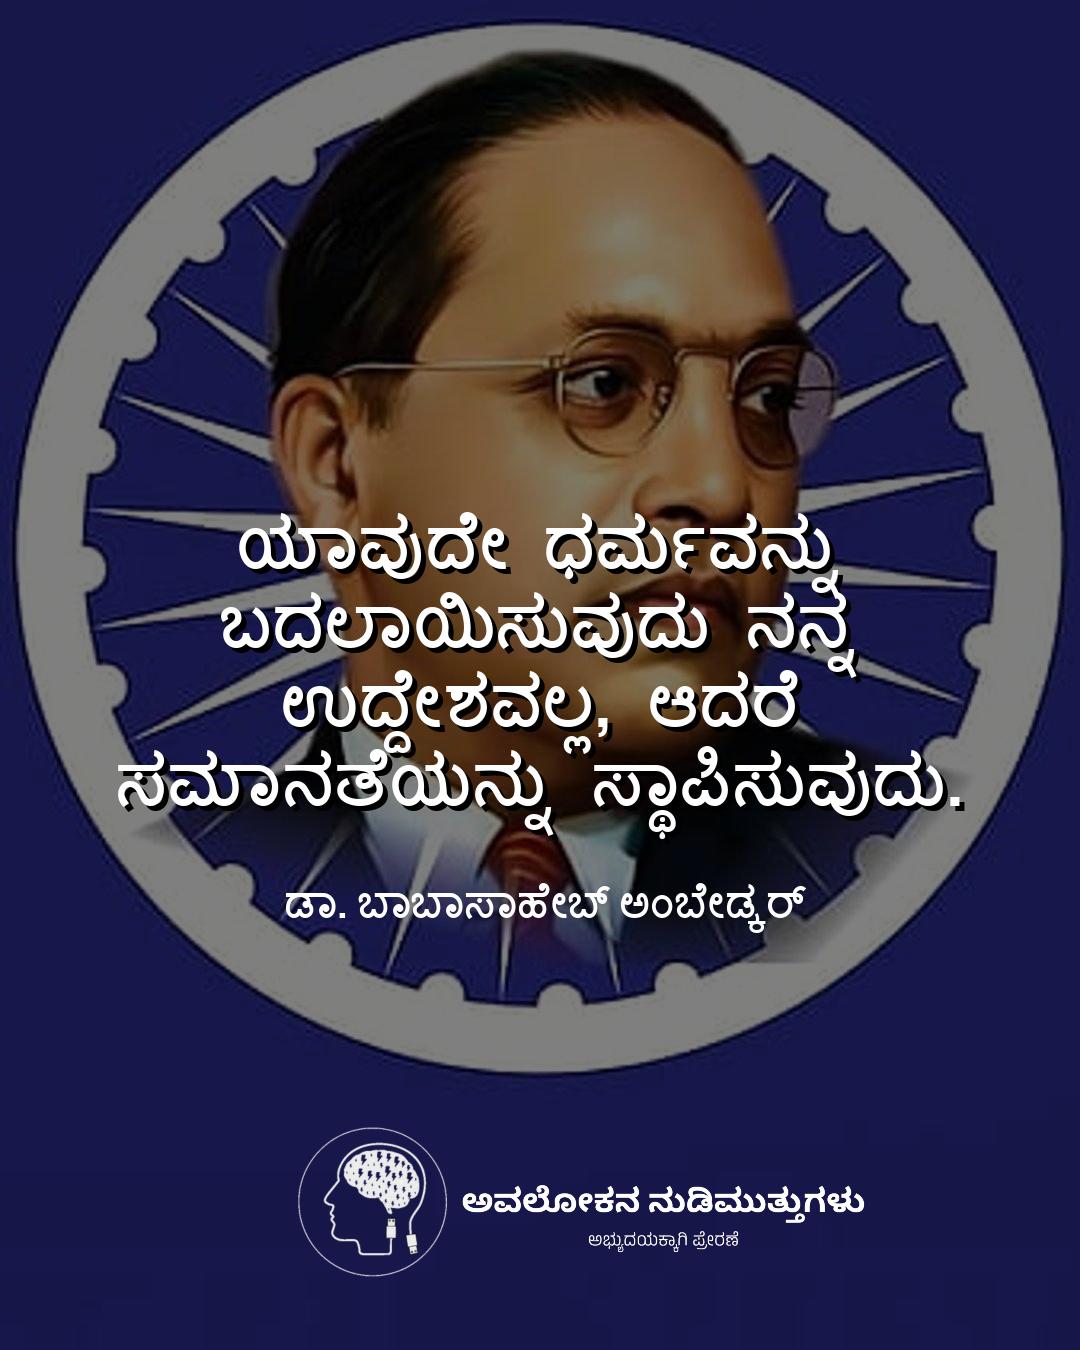 ಯಾವುದೇ ಧರ್ಮವನ್ನು
ಬದಲಾಯಿಸುವುದು ನನ್ನ
ಉದ್ದೇಶವಲ್ಲ, ಆದರೆ
ಸಮಾನತೆಯನ್ನು ಸ್ಥಾಪಿಸುವುದು.
ಡಾ. ಬಾಬಾಸಾಹೇಬ್ ಅಂಬೇಡ್ಕರ್
ಅವಲೋಕನ ನುಡಿಮುತ್ತುಗಳು
ಅಭ್ಯುದಯಕ್ಕಾಗಿ ಪ್ರೇರಣೆ